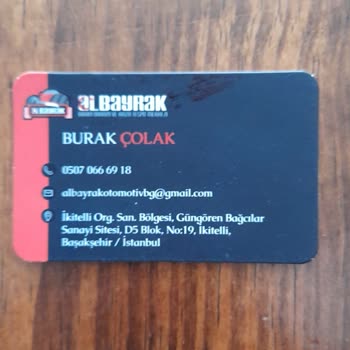 ALBAYRAK
ALBAYRAK
BURAK ÇOLAK
0507 066 69 18
albayrakotomotivbg@gmail.com
İkitelli Org. San. Bölgesi, Güngören Bağcılar
Sanayi Sitesi, D5 Blok, No:19, İkitelli,
Başakşehir / İstanbul